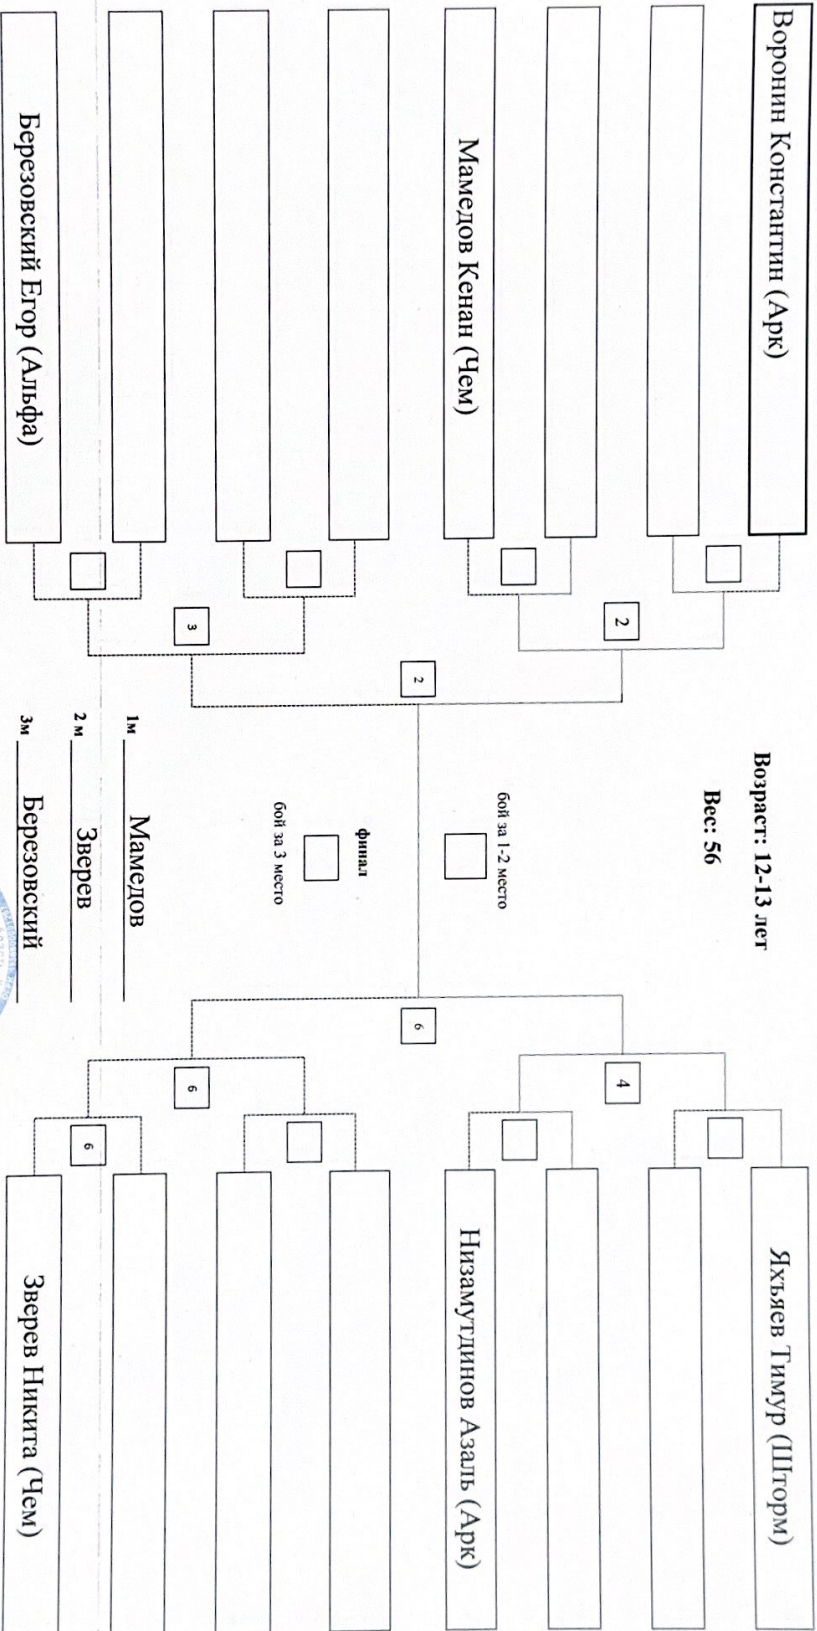 Возраст: 12-13 лет
Вес: 56
Воронин Константин (Арк)
Мамедов Кенан (Чем)
Березовский Егор (Альфа)
2
3
2
бой за 1-2 место
финал
бой за 3 место
1м Мамедов
2 м Зверев
3м Березовский
6
4
6
6
Яхъяев Тимур (Шторм)
Низамутдинов Азаль (Арк)
Зверев Никита (Чем)